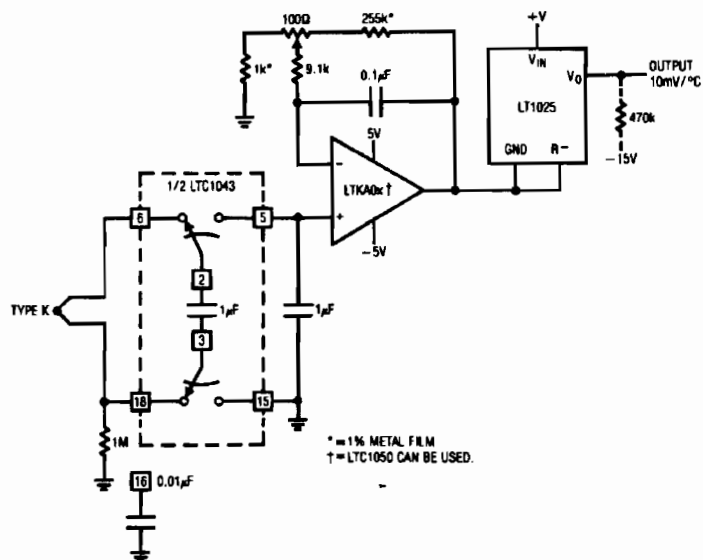 100Ω
255k*
1k*
9.1k
0.1µF
+V
VIN
VO
LT1025
GND
R−
OUTPUT
10mV/°C
470k
−15V
5V
−
LTKA0x†
+
−5V
1/2 LTC1043
6
5
2
1µF
3
1µF
TYPE K
18
15
1M
16
0.01µF
* = 1% METAL FILM
† = LTC1050 CAN BE USED.